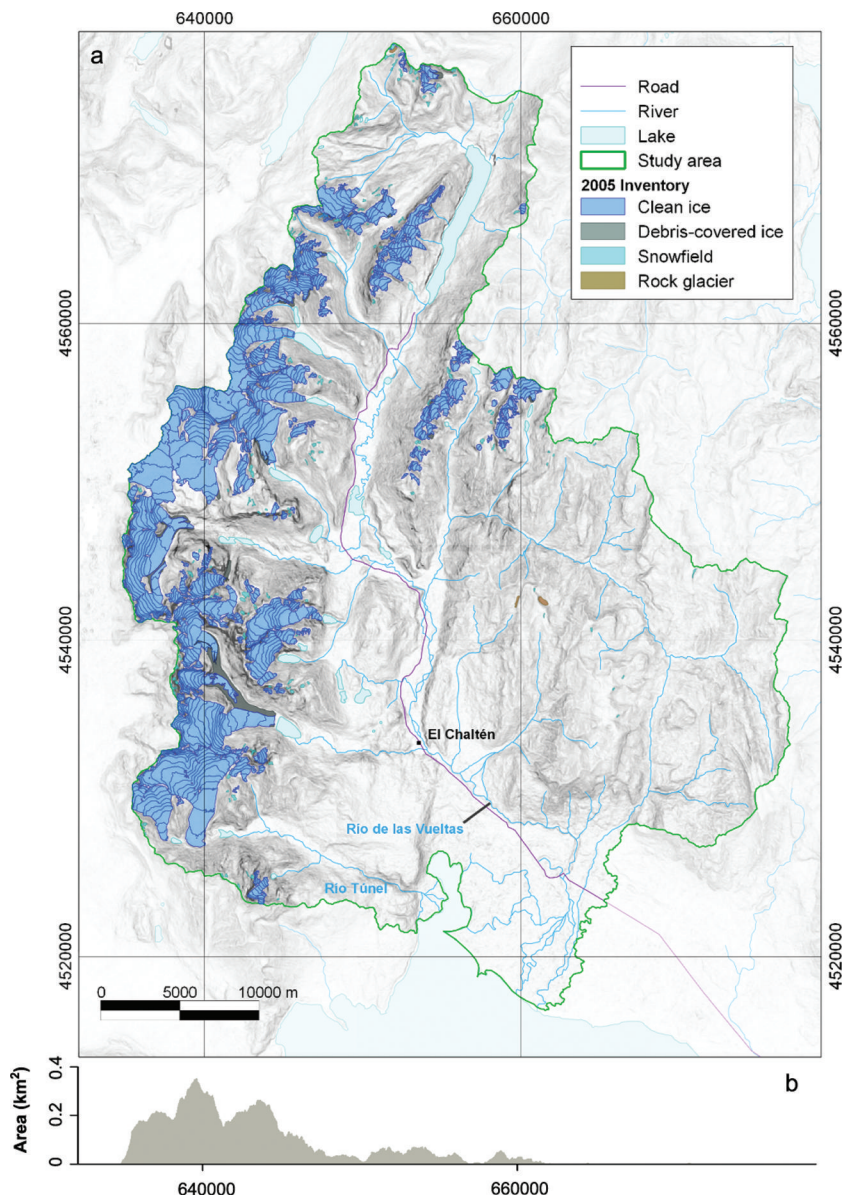 640000 660000
a
Road
River
Lake
Study area
2005 Inventory
Clean ice
Debris-covered ice
Snowfield
Rock glacier
4560000 4560000
4540000 4540000
El Chaltén
Río de las Vueltas
Río Túnel
4520000 4520000
0 5000 10000 m
b
Area (km²)
0.4
0.2
0
640000 660000